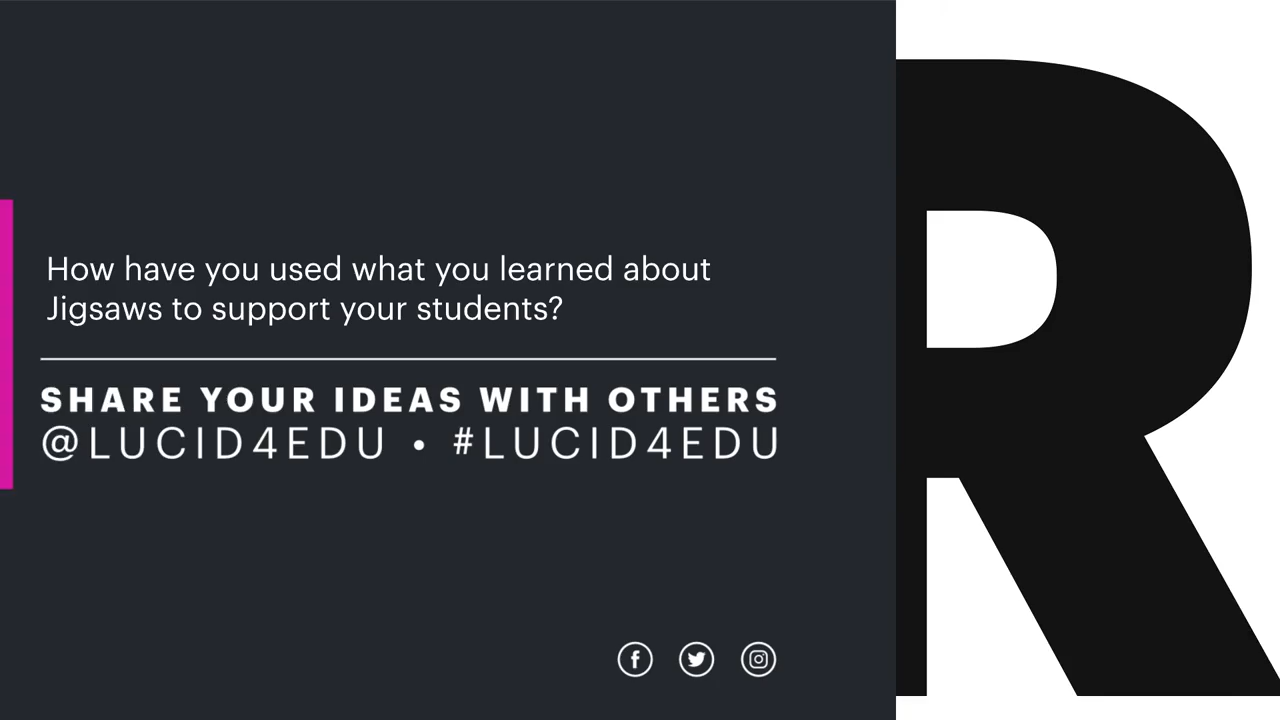 How have you used what you learned about
Jigsaws to support your students?
SHARE YOUR IDEAS WITH OTHERS
@LUCID4EDU • #LUCID4EDU
R